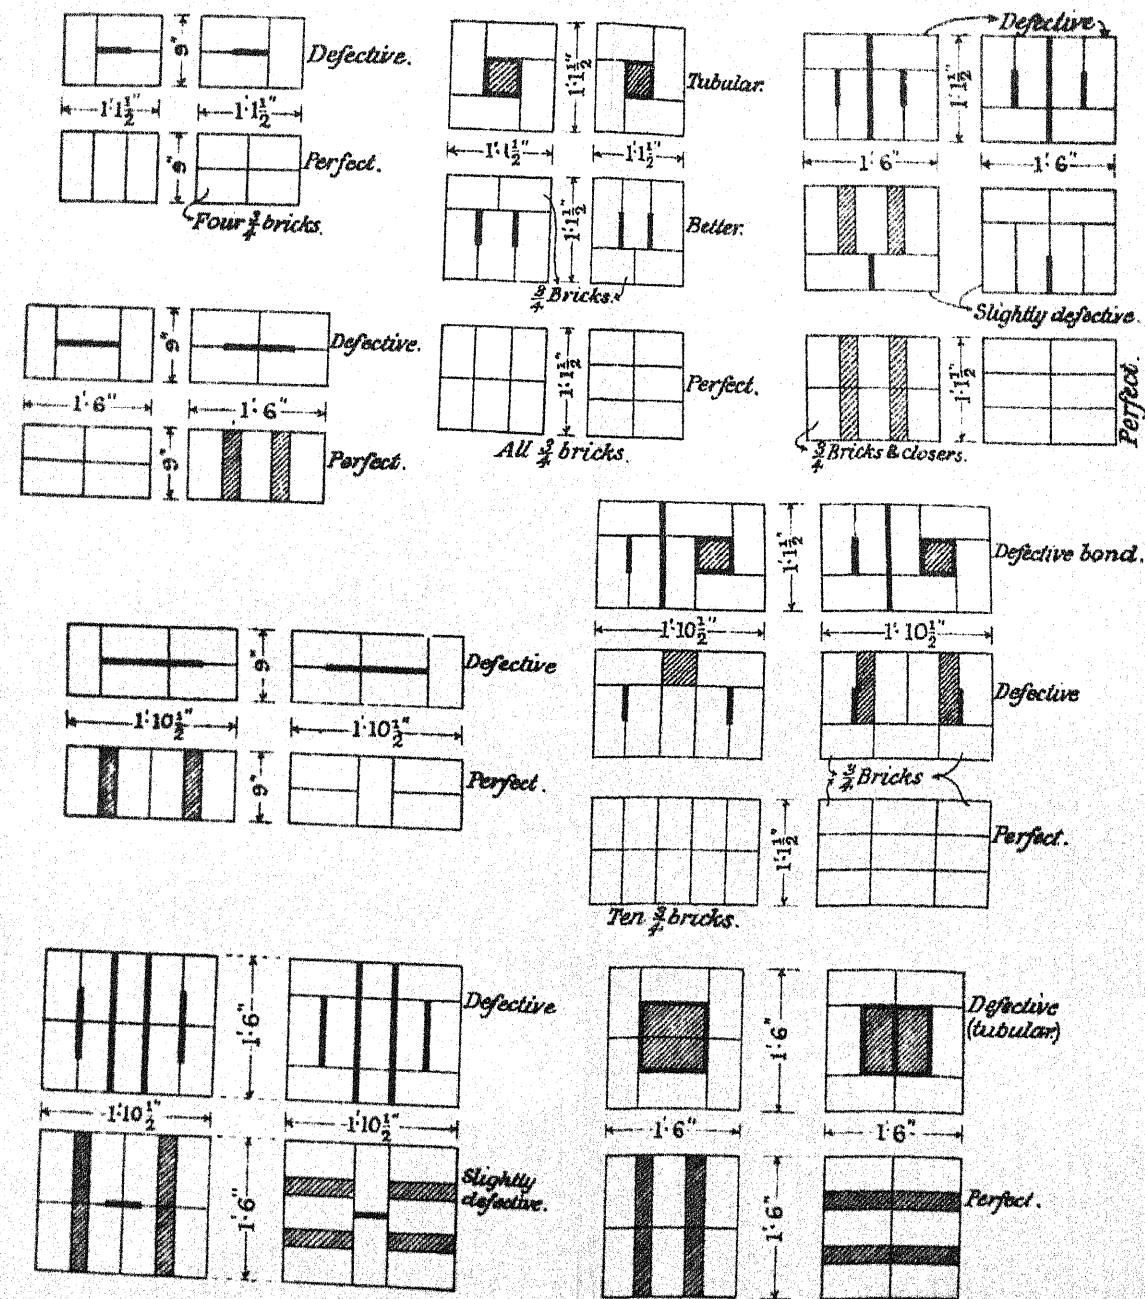 9"
Defective.
1'·1½"
1'·1½"
9"
Perfect.
Four ¾ bricks.
1'·1½"
Tubular.
1'·1½"
1'·1½"
1'·1½"
Better.
¾ Bricks.
1'·1½"
Perfect.
All ¾ bricks.
Defective
1'·1½"
1'·6"
1'·6"
Slightly defective.
1'·1½"
Perfect.
¾ Bricks & closers.
9"
Defective.
1'·6"
1'·6"
9"
Perfect.
1'·1½"
Defective bond.
1'·10½"
1'·10½"
Defective
¾ Bricks
1'·1½"
Perfect.
Ten ¾ bricks.
9"
Defective
1'·10½"
1'·10½"
9"
Perfect.
1'·6"
Defective
1'·10½"
1'·10½"
1'·6"
Slightly
defective.
1'·6"
Defective
(tubular.)
1'·6"
1'·6"
1'·6"
Perfect.